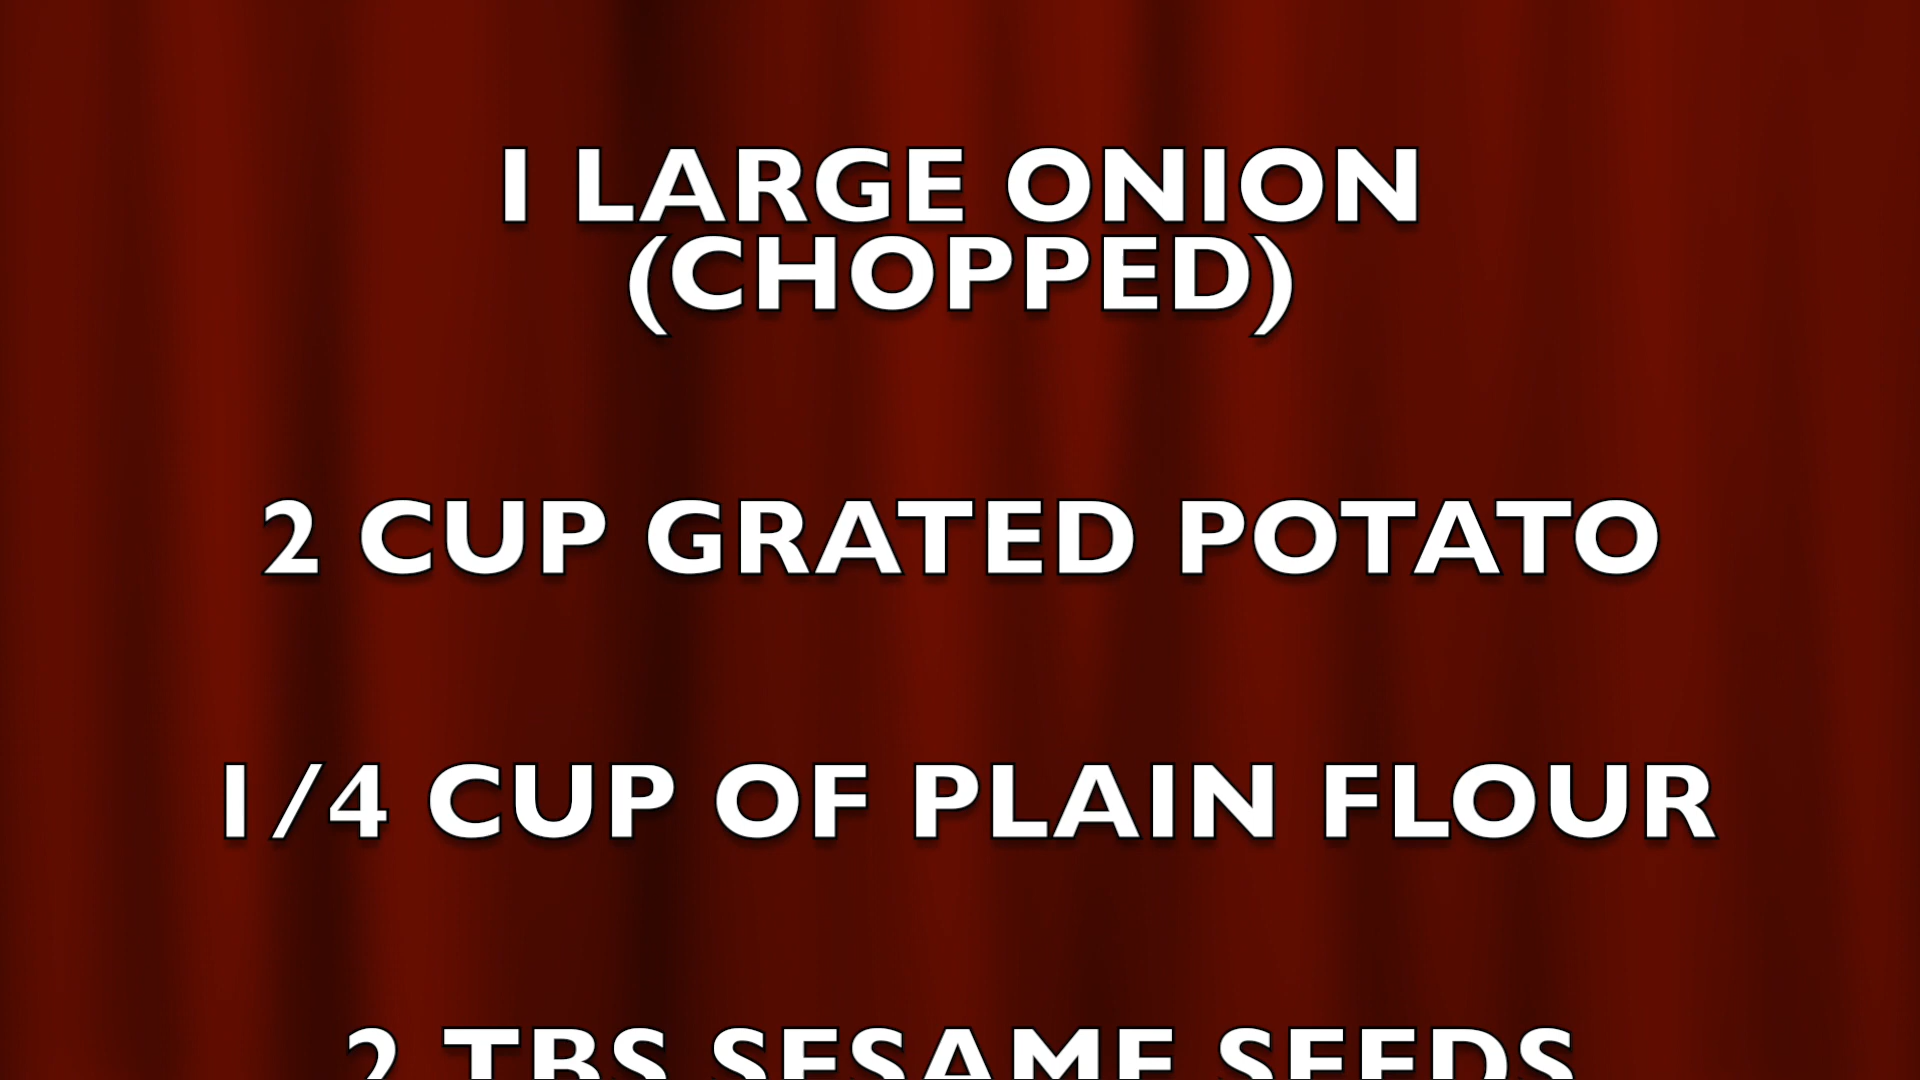 1 LARGE ONION
(CHOPPED)
2 CUP GRATED POTATO
1/4 CUP OF PLAIN FLOUR
2 TBS SESAME SEEDS